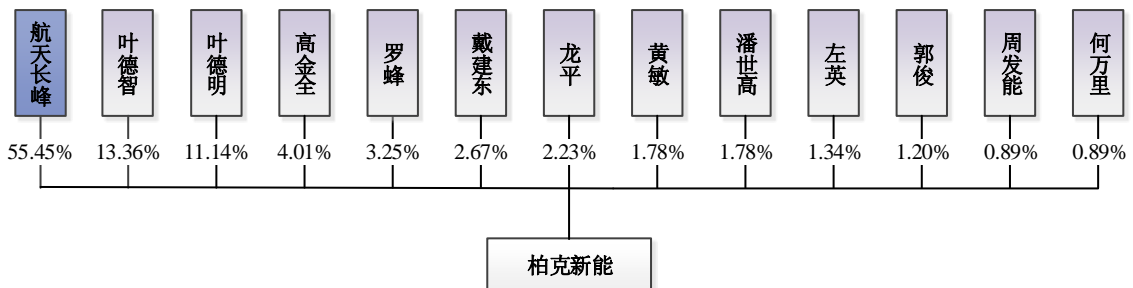 航天长峰 叶德智 叶德明 高金全 罗峰 戴建东 龙平 黄敏 潘世高 左英 郭俊 周发能 何万里
55.45% 13.36% 11.14% 4.01% 3.25% 2.67% 2.23% 1.78% 1.78% 1.34% 1.20% 0.89% 0.89%
柏克新能